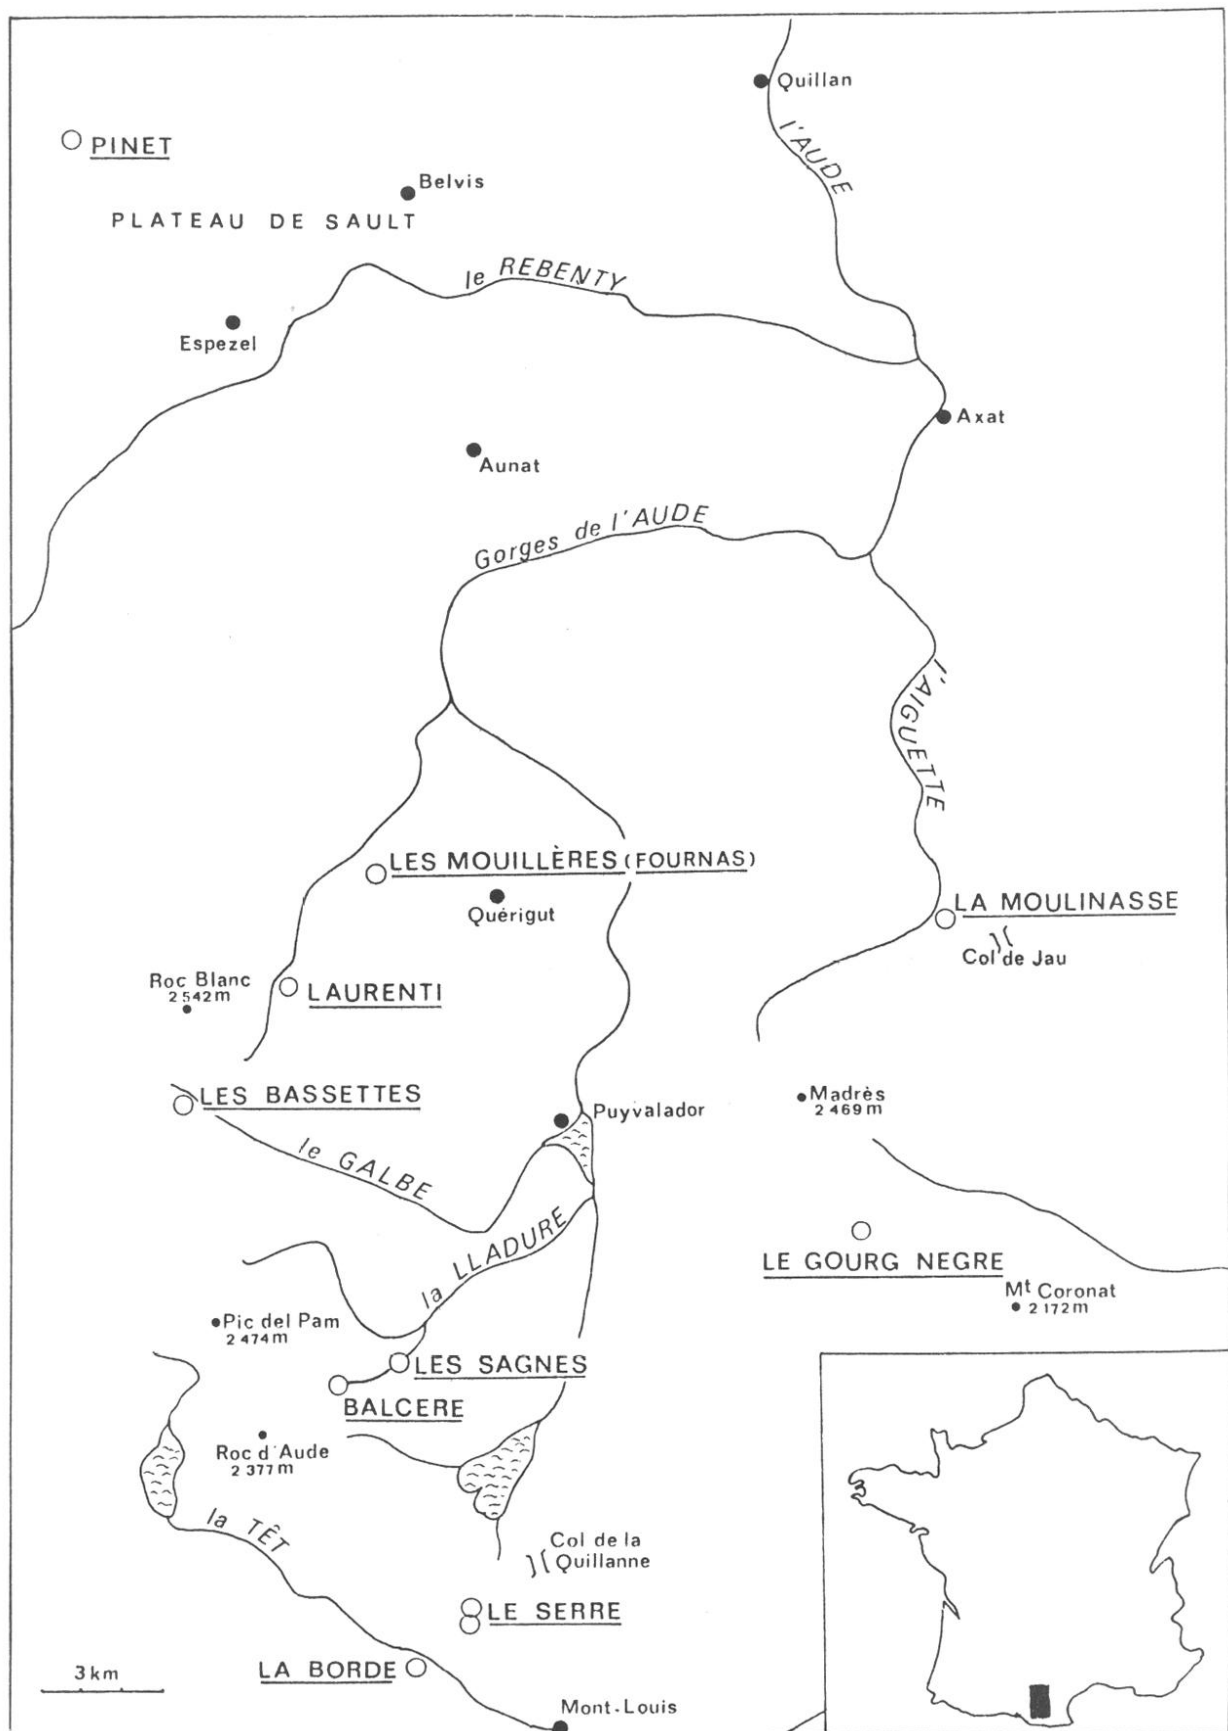 Quillan
l'AUDE
PINET
Belvis
PLATEAU DE SAULT
le REBENTY
Espezel
Axat
Aunat
Gorges de l'AUDE
l'AIGUETTE
LES MOUILLÈRES (FOURNAS)
Quérigut
LA MOULINASSE
Col de Jau
Roc Blanc
2 542 m
LAURENTI
LES BASSETTES
Madrès
2 469 m
Puyvalador
le GALBE
la LLADURE
LE GOURG NEGRE
Mt Coronat
2 172 m
Pic del Pam
2 474 m
LES SAGNES
BALCERE
Roc d'Aude
2 377 m
la TÊT
Col de la
Quillanne
LE SERRE
LA BORDE
3 km
Mont-Louis